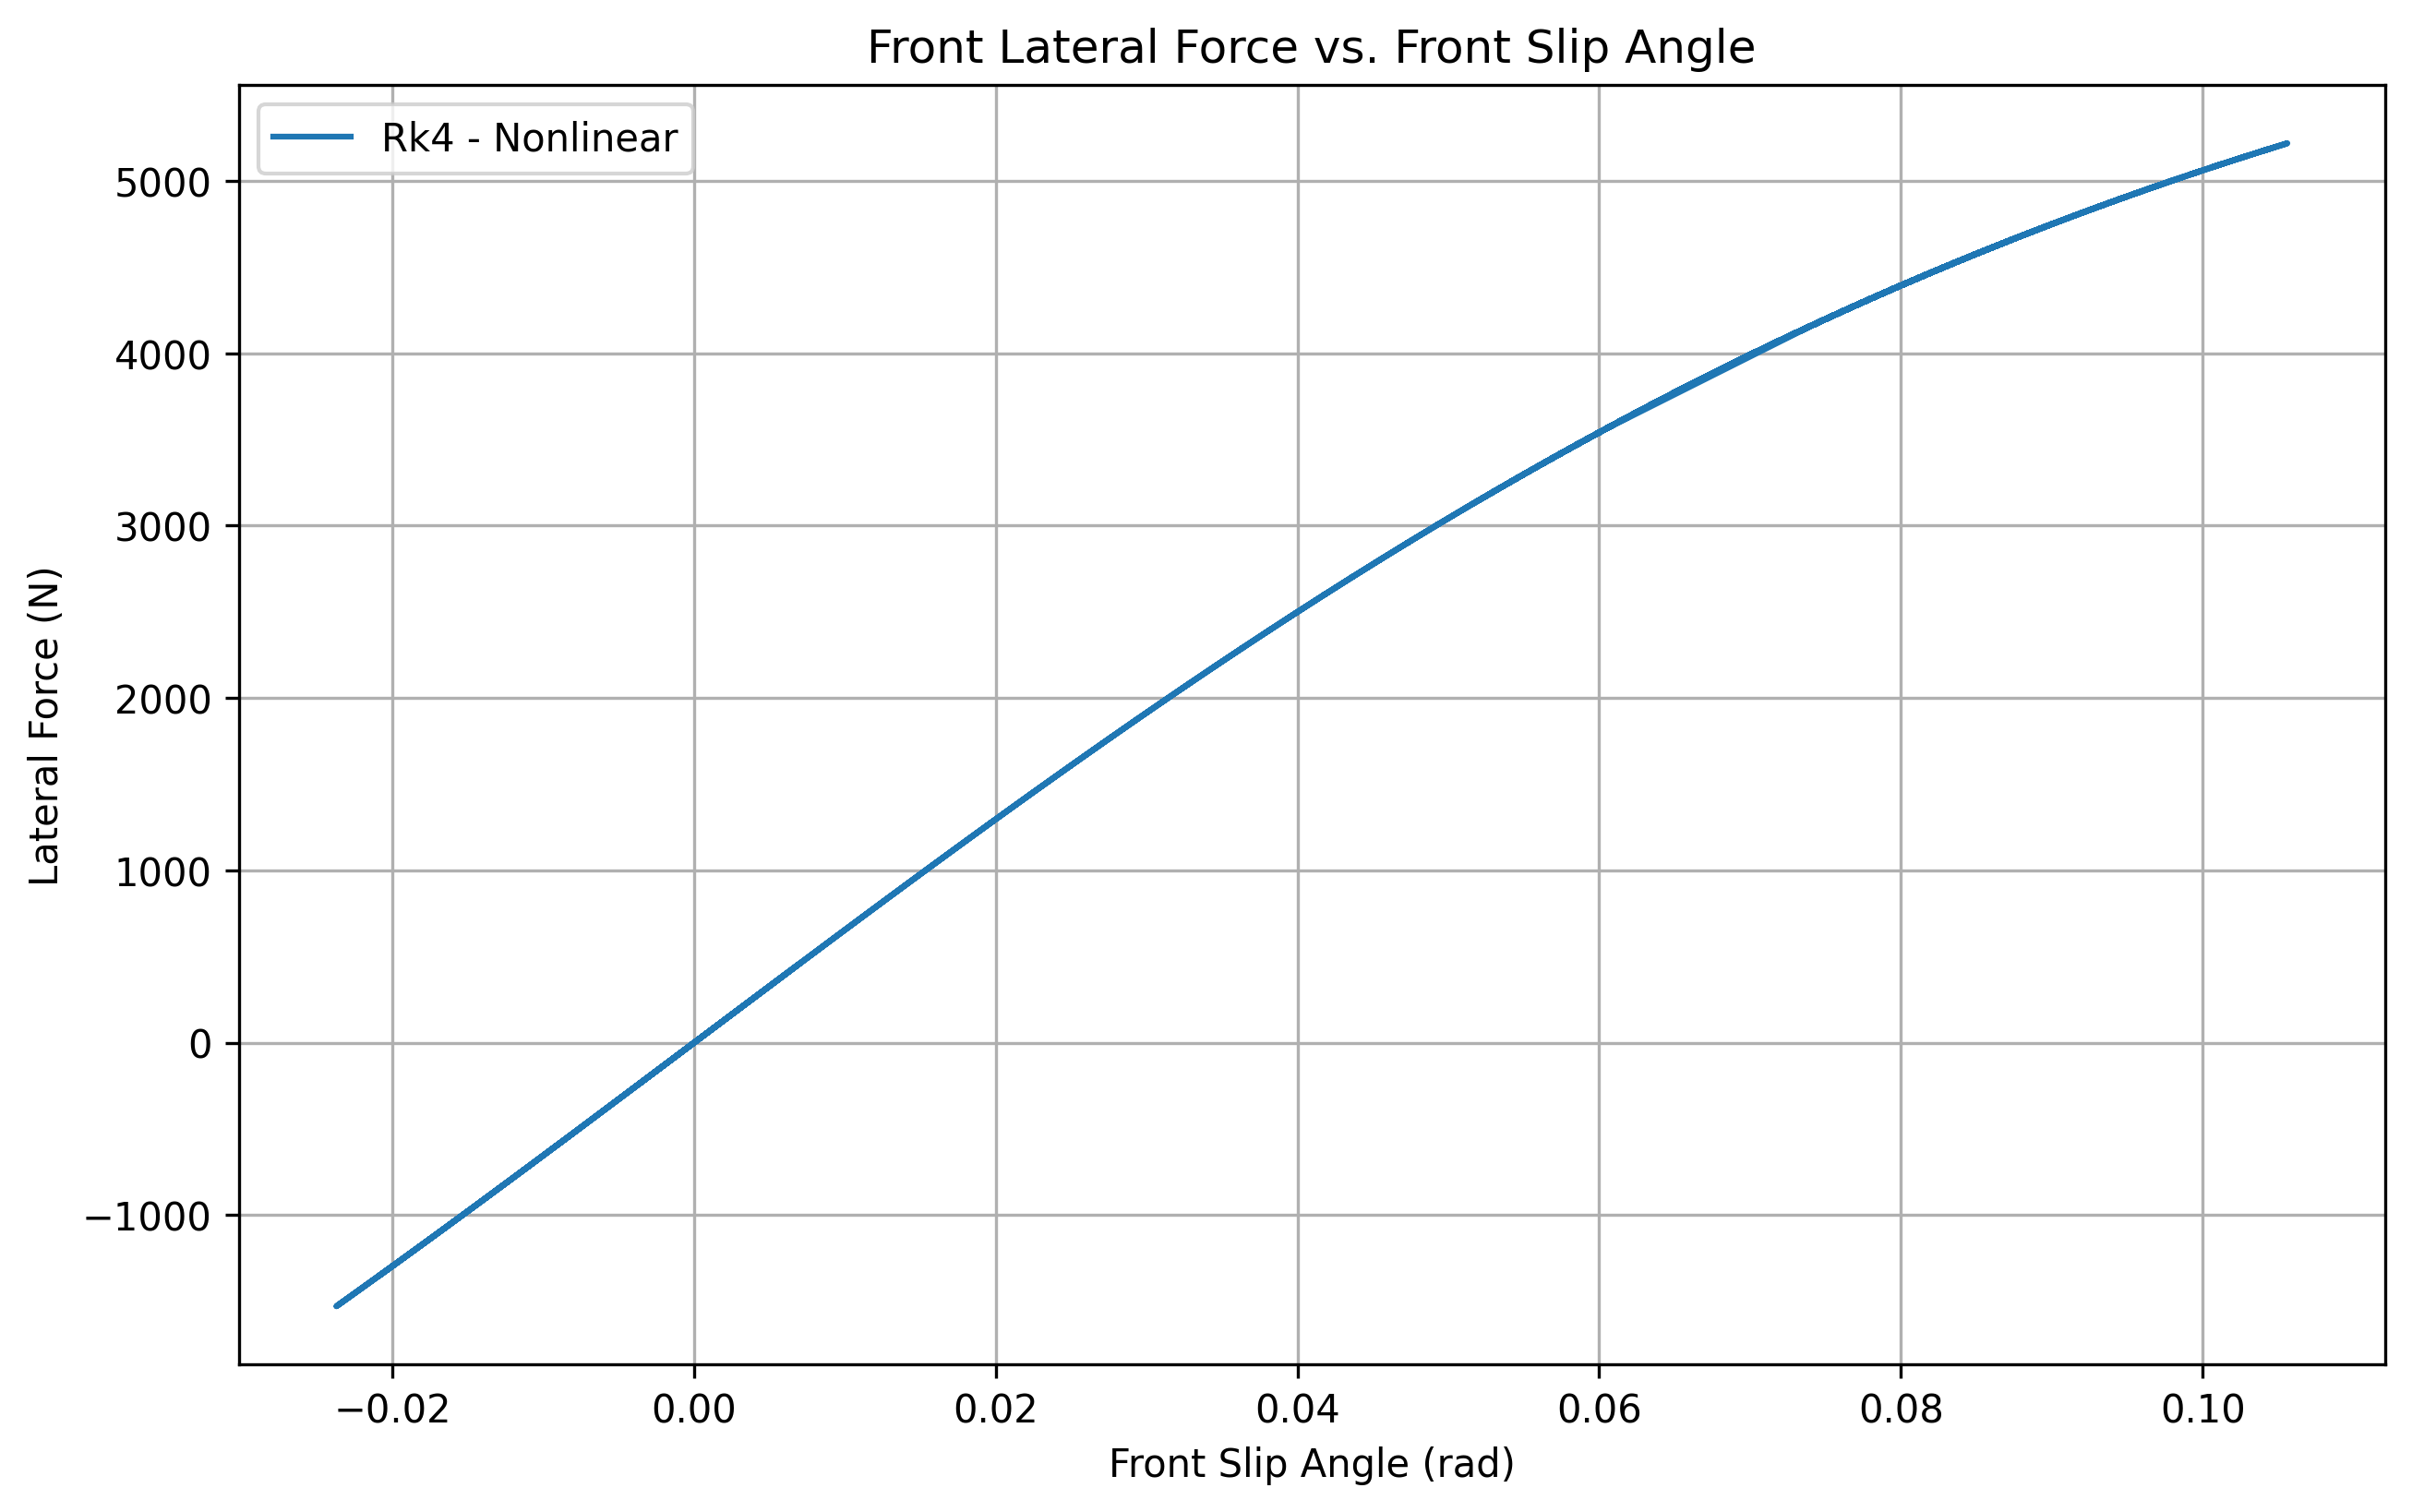 Front Lateral Force vs. Front Slip Angle
Rk4 - Nonlinear
5000
4000
3000
2000
1000
0
−1000
Lateral Force (N)
−0.02 0.00 0.02 0.04 0.06 0.08 0.10
Front Slip Angle (rad)